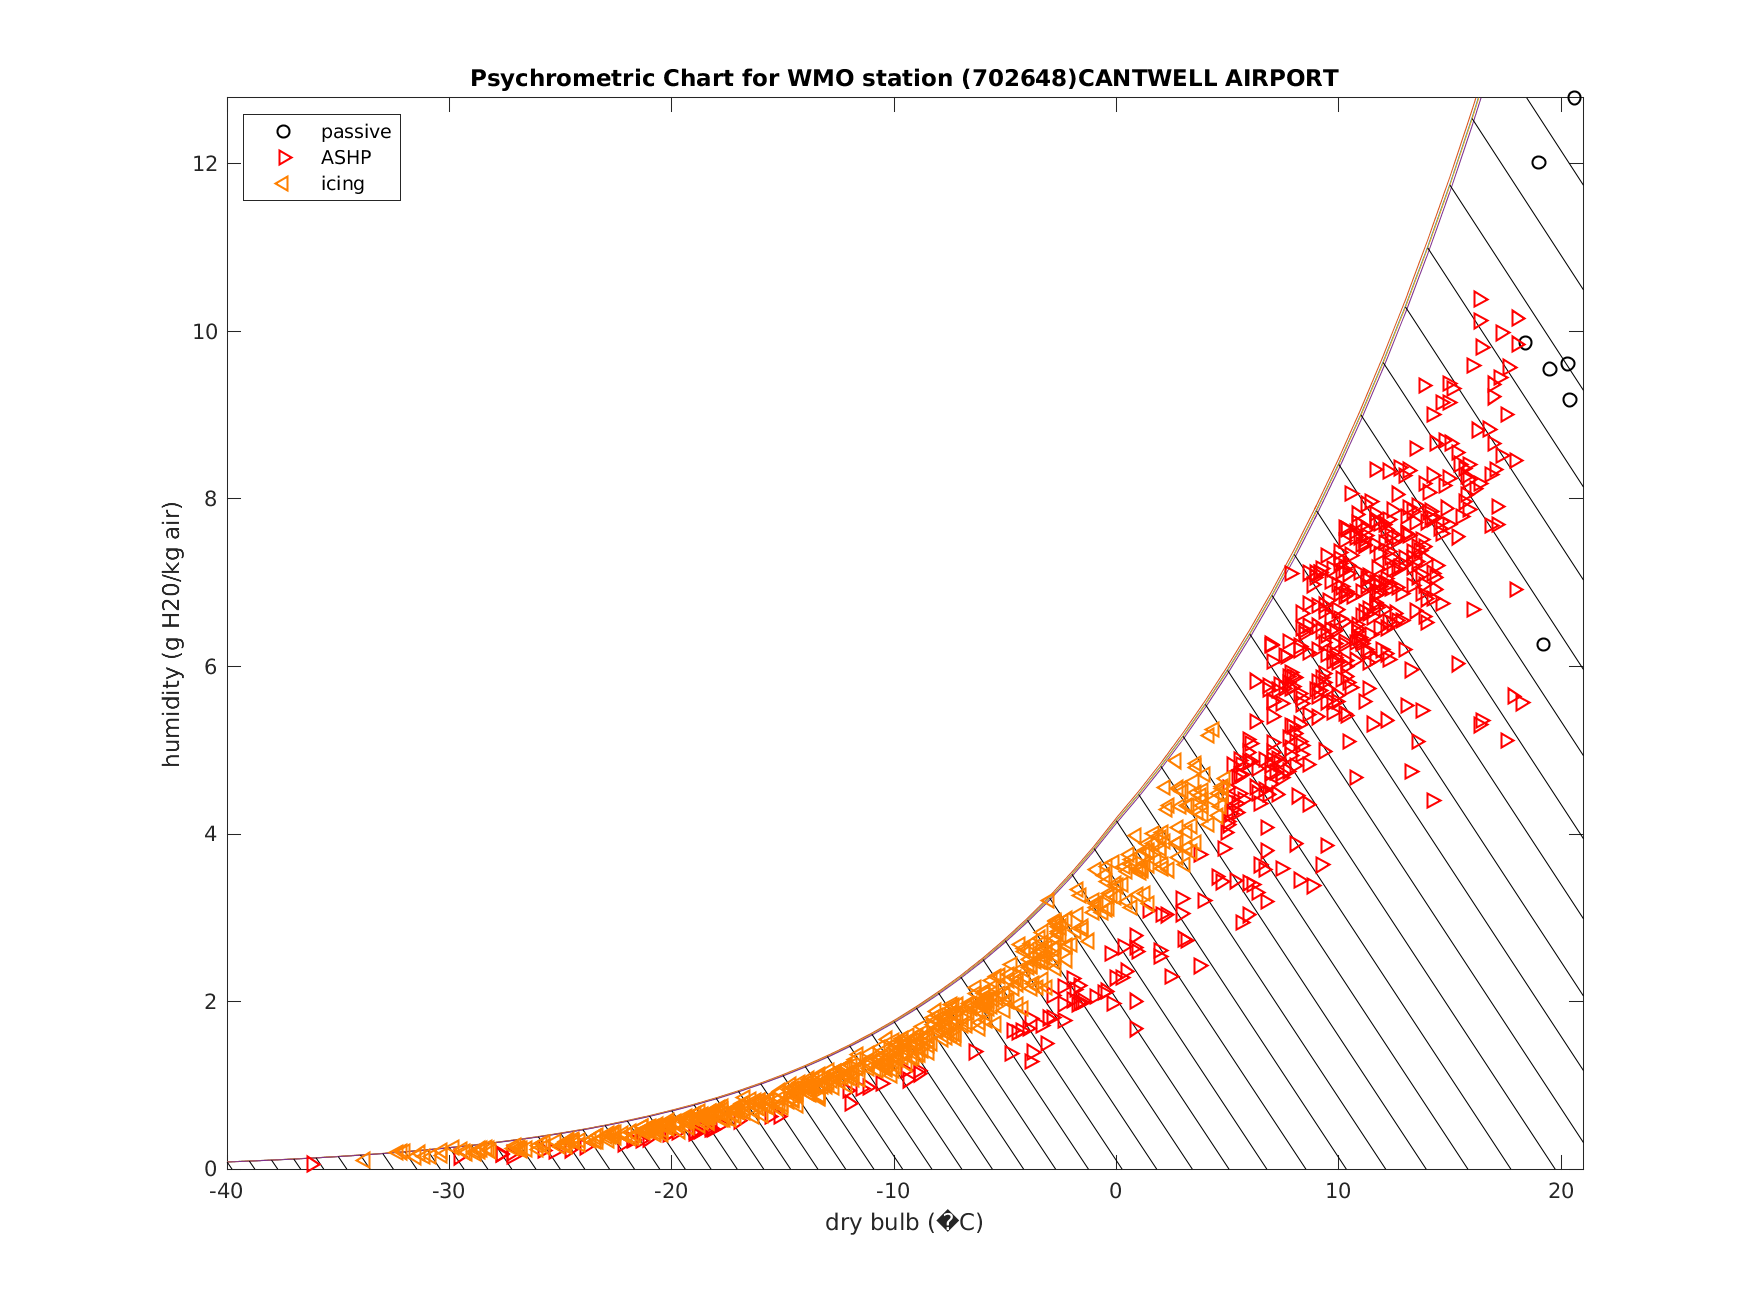 Psychrometric Chart for WMO station (702648)CANTWELL AIRPORT
passive
ASHP
icing
humidity (g H20/kg air)
12
10
8
6
4
2
0
-40 -30 -20 -10 0 10 20
dry bulb (�C)